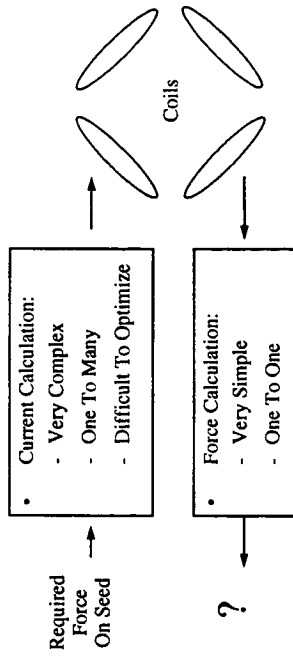 Required
Force
On Seed
• Current Calculation:
- Very Complex
- One To Many
- Difficult To Optimize
Coils
• Force Calculation:
- Very Simple
- One To One
?